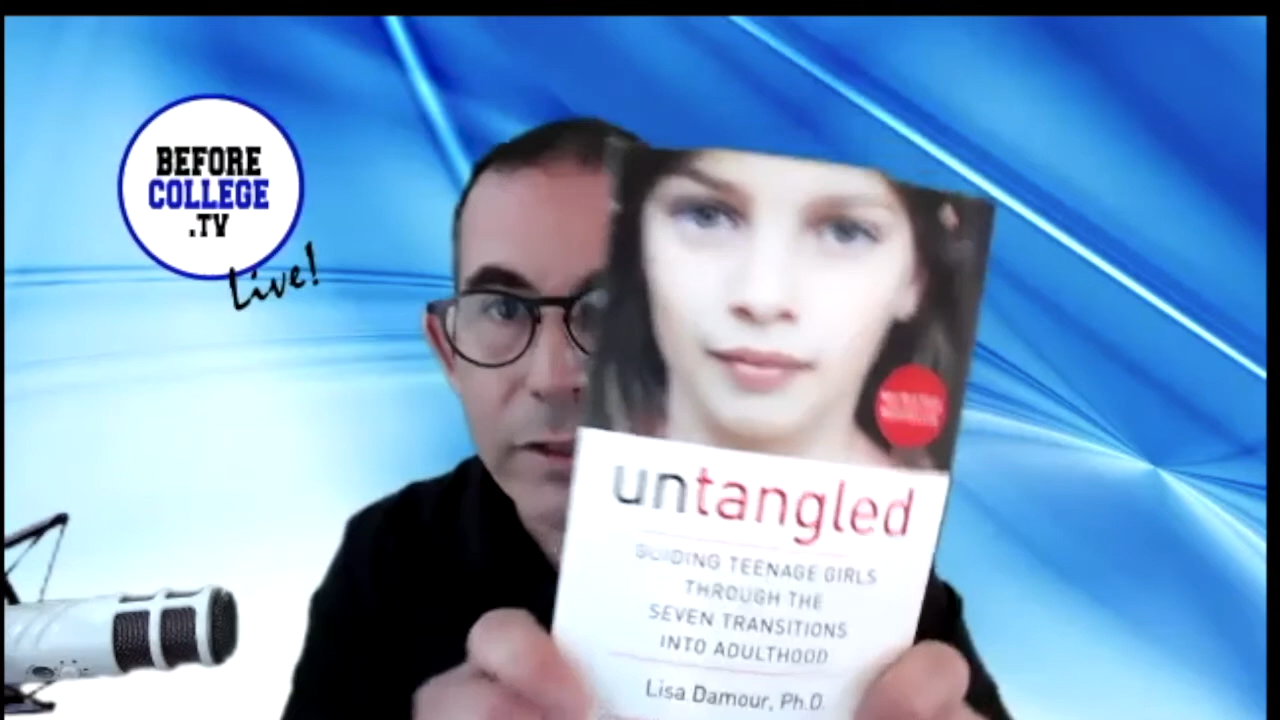 BEFORE
COLLEGE
.TV
Live!
untangled
GUIDING TEENAGE GIRLS
THROUGH THE
SEVEN TRANSITIONS
INTO ADULTHOOD
Lisa Damour, Ph.D.